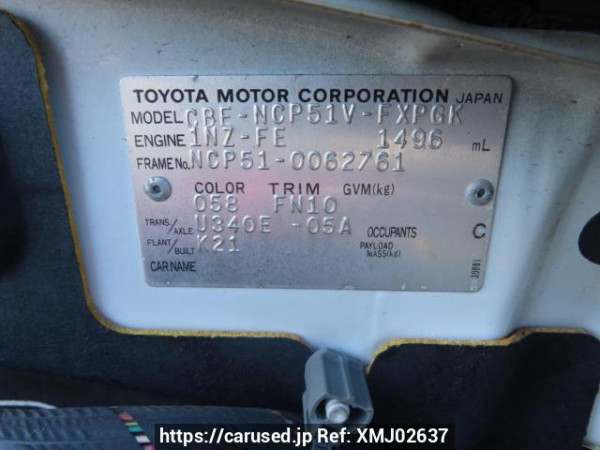 TOYOTA MOTOR CORPORATION JAPAN
MODEL CBE-NCP51V-FXPGK
ENGINE 1NZ-FE 1496 mL
FRAME No. NCP51-0062761
COLOR TRIM GVM(kg)
058 FN10
TRANS/AXLE U340E -05A OCCUPANTS C
PLANT/BUILT K21 PAYLOAD MASS(kg)
CAR NAME
https://carused.jp Ref: XMJ02637